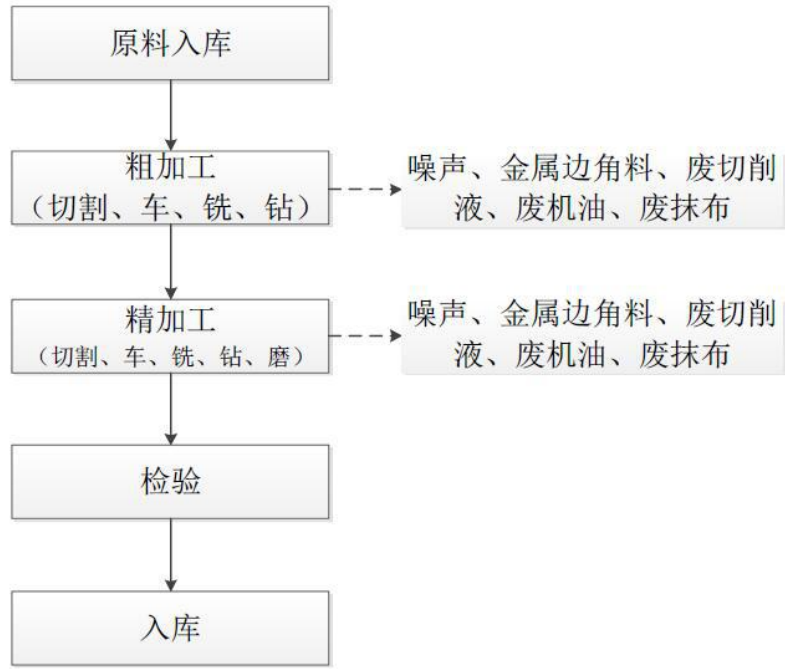 原料入库
粗加工
（切割、车、铣、钻）
噪声、金属边角料、废切削
液、废机油、废抹布
精加工
（切割、车、铣、钻、磨）
噪声、金属边角料、废切削
液、废机油、废抹布
检验
入库